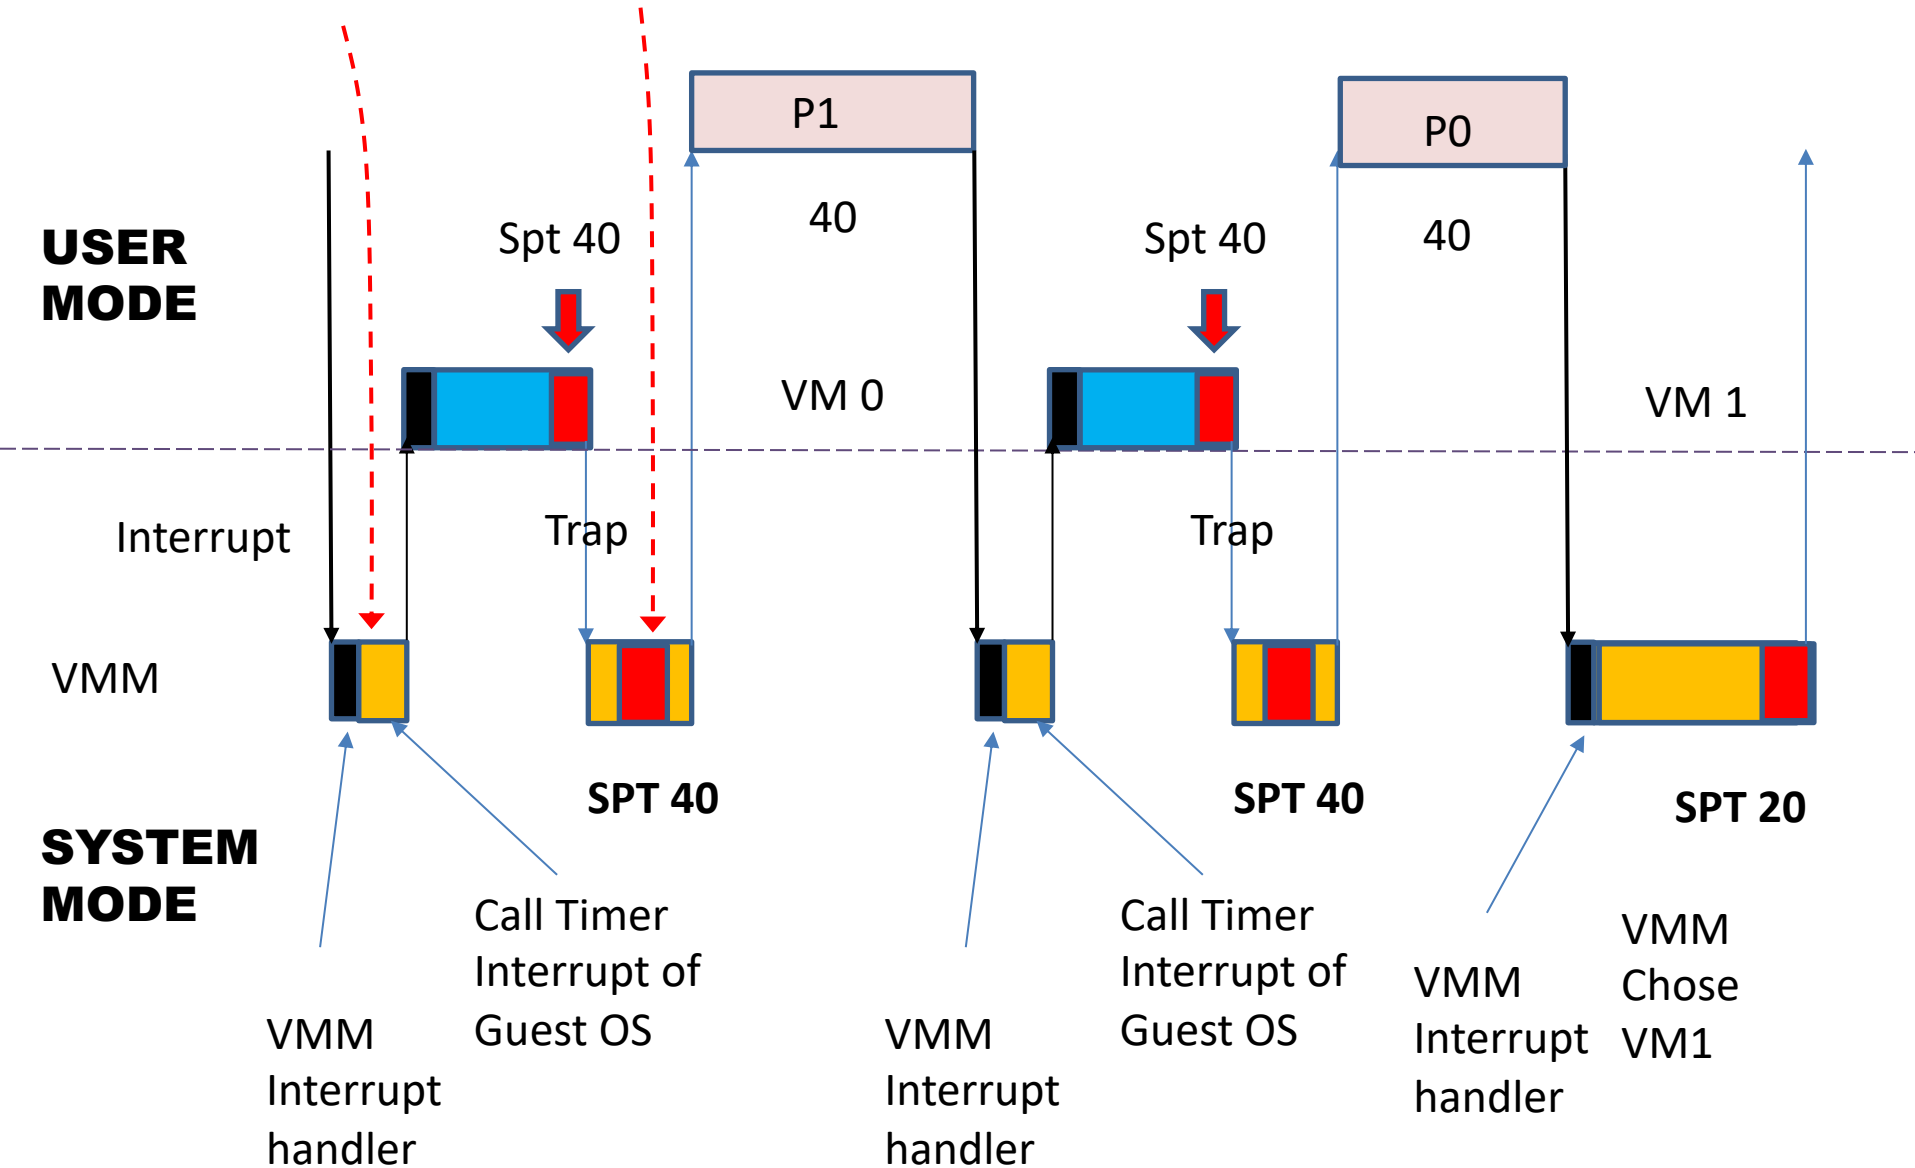 P1
P0
40
40
Spt 40
Spt 40
USER
MODE
VM 0
VM 1
Interrupt
Trap
Trap
VMM
SPT 40
SPT 40
SPT 20
SYSTEM
MODE
Call Timer
Interrupt of
Guest OS
VMM
Interrupt
handler
Call Timer
Interrupt of
Guest OS
VMM
Interrupt
handler
VMM
Interrupt
handler
VMM
Chose
VM1